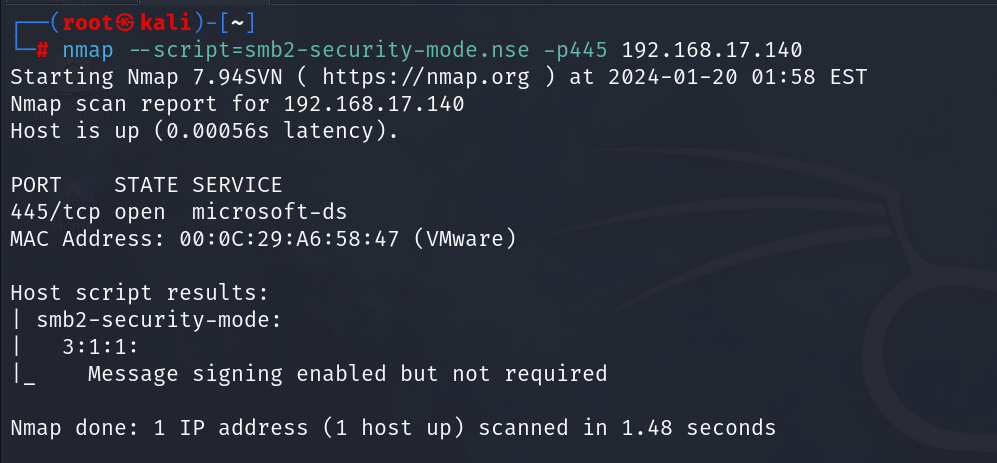 ┌──(root㉿kali)-[~]
└─# nmap --script=smb2-security-mode.nse -p445 192.168.17.140
Starting Nmap 7.94SVN ( https://nmap.org ) at 2024-01-20 01:58 EST
Nmap scan report for 192.168.17.140
Host is up (0.00056s latency).
PORT    STATE SERVICE
445/tcp open  microsoft-ds
MAC Address: 00:0C:29:A6:58:47 (VMware)
Host script results:
| smb2-security-mode:
|   3:1:1:
|_    Message signing enabled but not required
Nmap done: 1 IP address (1 host up) scanned in 1.48 seconds